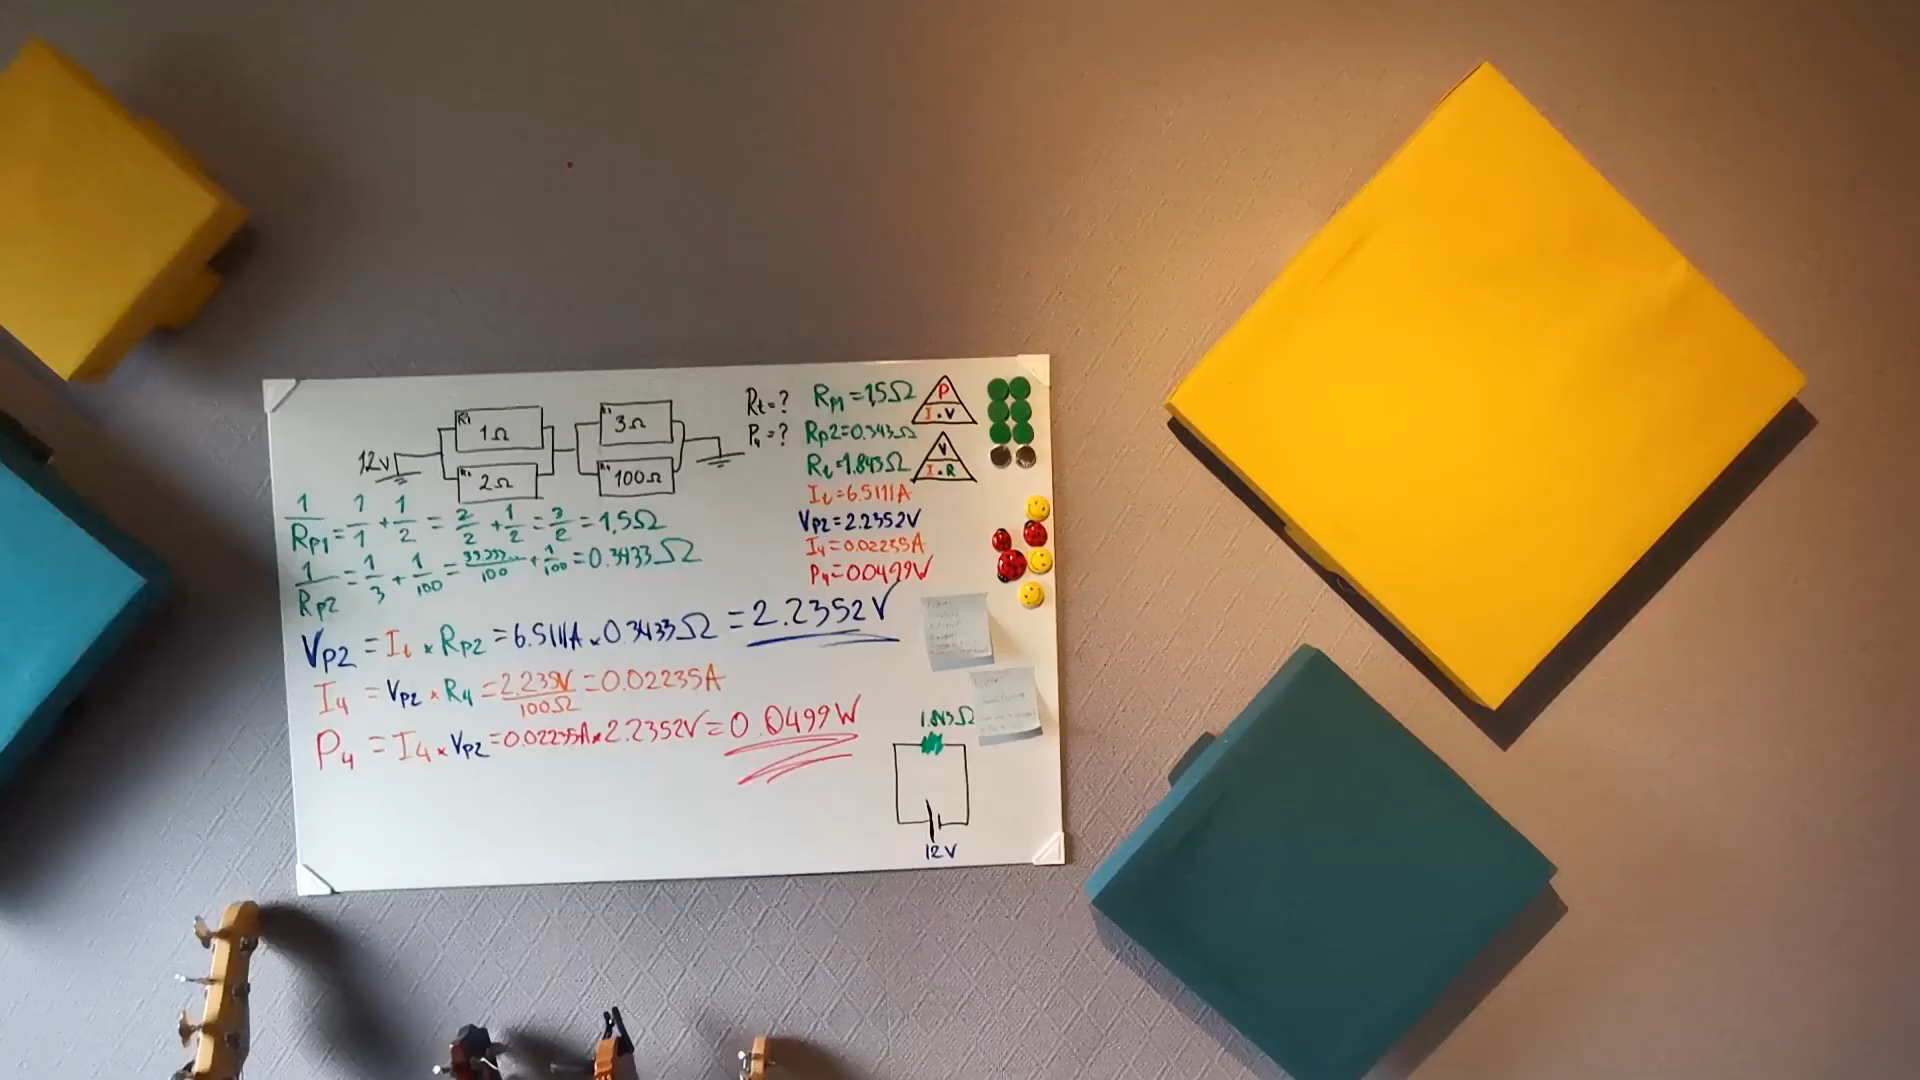 R1
1Ω
3Ω
12V
2Ω
100Ω
Rt=?
P4=?
Rp1=1,5Ω
Rp2=0.343Ω
Rt=1.843Ω
It=6.5111A
Vp2=2.2352V
I4=0.02235A
P4=0.0499W
P
I.V
V
I.R
1/Rp1=1/1+1/2=2/2+1/2=3/2=1,5Ω
1/Rp2=1/3+1/100=33.333.../100+1/100=0.3433Ω
Vp2=It×Rp2=6.5111A×0.3433Ω=2.2352V
I4=Vp2×R4=2.235V/100Ω=0.02235A
P4=I4×Vp2=0.02235A×2.2352V=0.0499W
1.843Ω
12V